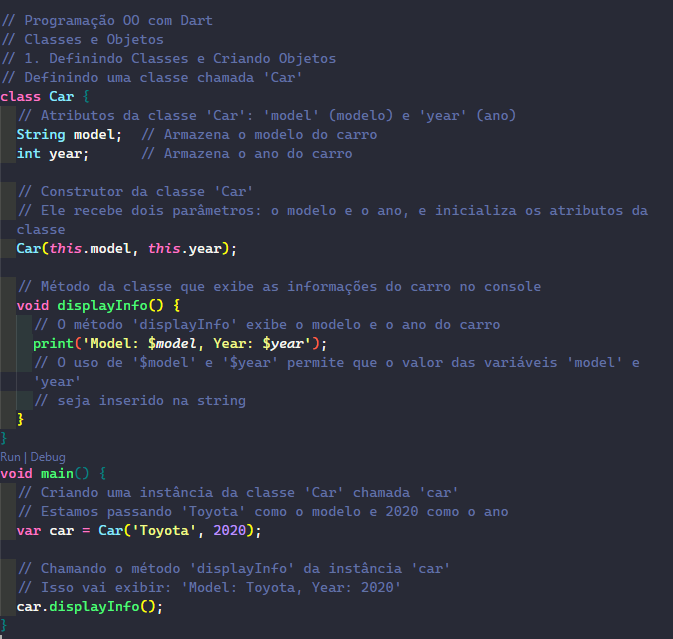 // Programação OO com Dart
// Classes e Objetos
// 1. Definindo Classes e Criando Objetos
// Definindo uma classe chamada 'Car'
class Car {
  // Atributos da classe 'Car': 'model' (modelo) e 'year' (ano)
  String model;  // Armazena o modelo do carro
  int year;      // Armazena o ano do carro

  // Construtor da classe 'Car'
  // Ele recebe dois parâmetros: o modelo e o ano, e inicializa os atributos da
  classe
  Car(this.model, this.year);

  // Método da classe que exibe as informações do carro no console
  void displayInfo() {
    // O método 'displayInfo' exibe o modelo e o ano do carro
    print('Model: $model, Year: $year');
    // O uso de '$model' e '$year' permite que o valor das variáveis 'model' e
    'year'
    // seja inserido na string
  }
}
Run | Debug
void main() {
  // Criando uma instância da classe 'Car' chamada 'car'
  // Estamos passando 'Toyota' como o modelo e 2020 como o ano
  var car = Car('Toyota', 2020);

  // Chamando o método 'displayInfo' da instância 'car'
  // Isso vai exibir: 'Model: Toyota, Year: 2020'
  car.displayInfo();
}